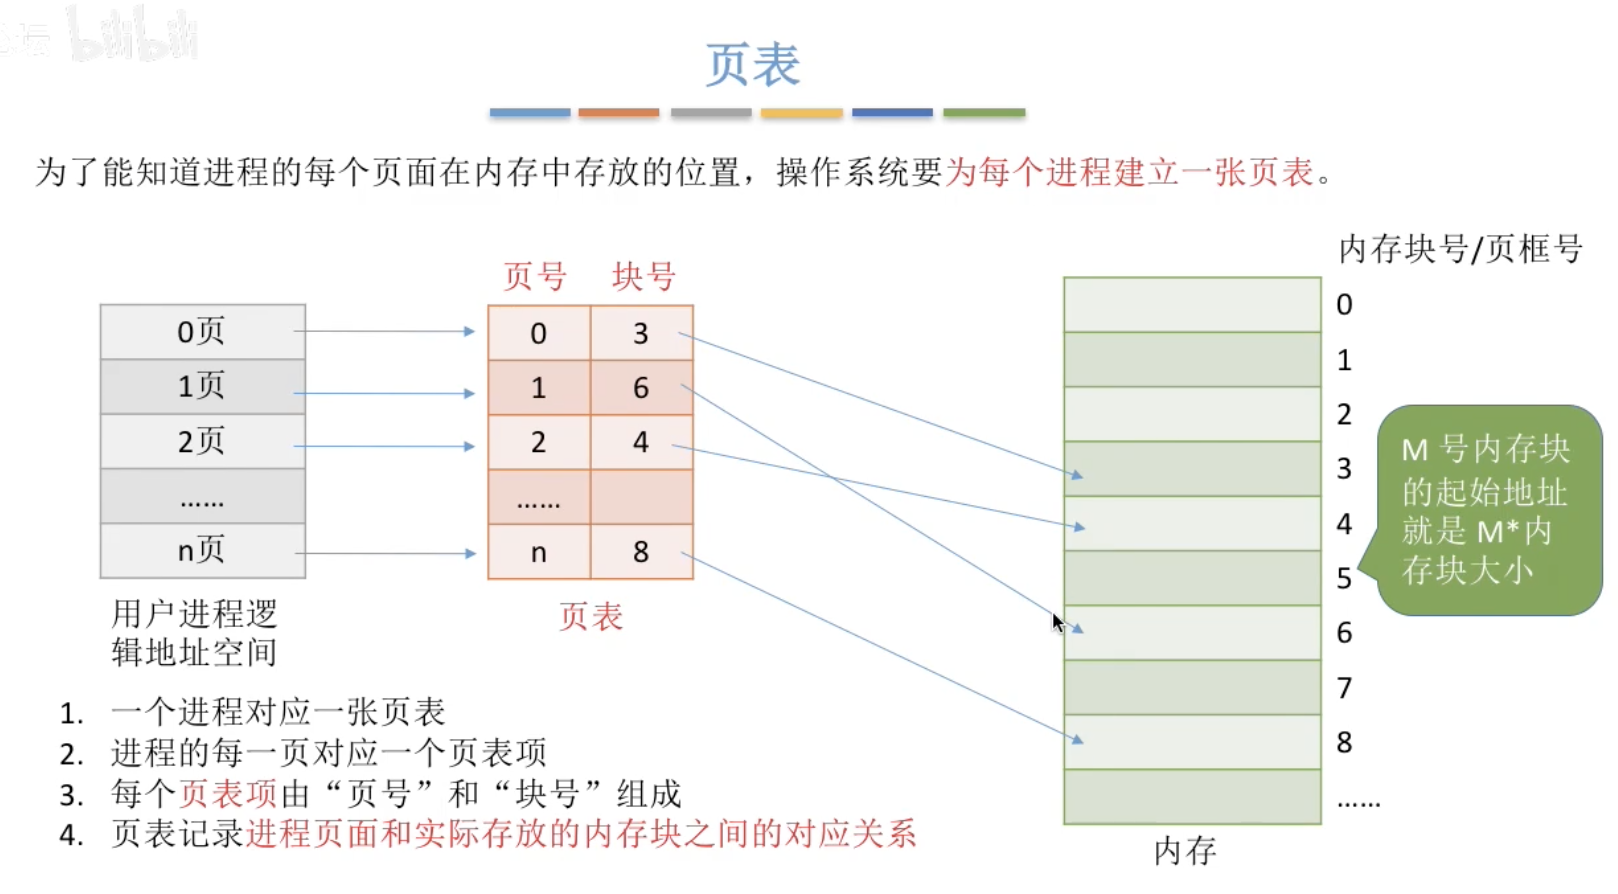 bilibili
页表
为了能知道进程的每个页面在内存中存放的位置，操作系统要为每个进程建立一张页表。
内存块号/页框号
页号 块号
0页
1页
2页
……
n页
用户进程逻
辑地址空间
0 3
1 6
2 4
……
n 8
页表
0
1
2
3
4
5
6
7
8
……
内存
M 号内存块
的起始地址
就是 M*内
存块大小
1. 一个进程对应一张页表
2. 进程的每一页对应一个页表项
3. 每个页表项由“页号”和“块号”组成
4. 页表记录进程页面和实际存放的内存块之间的对应关系